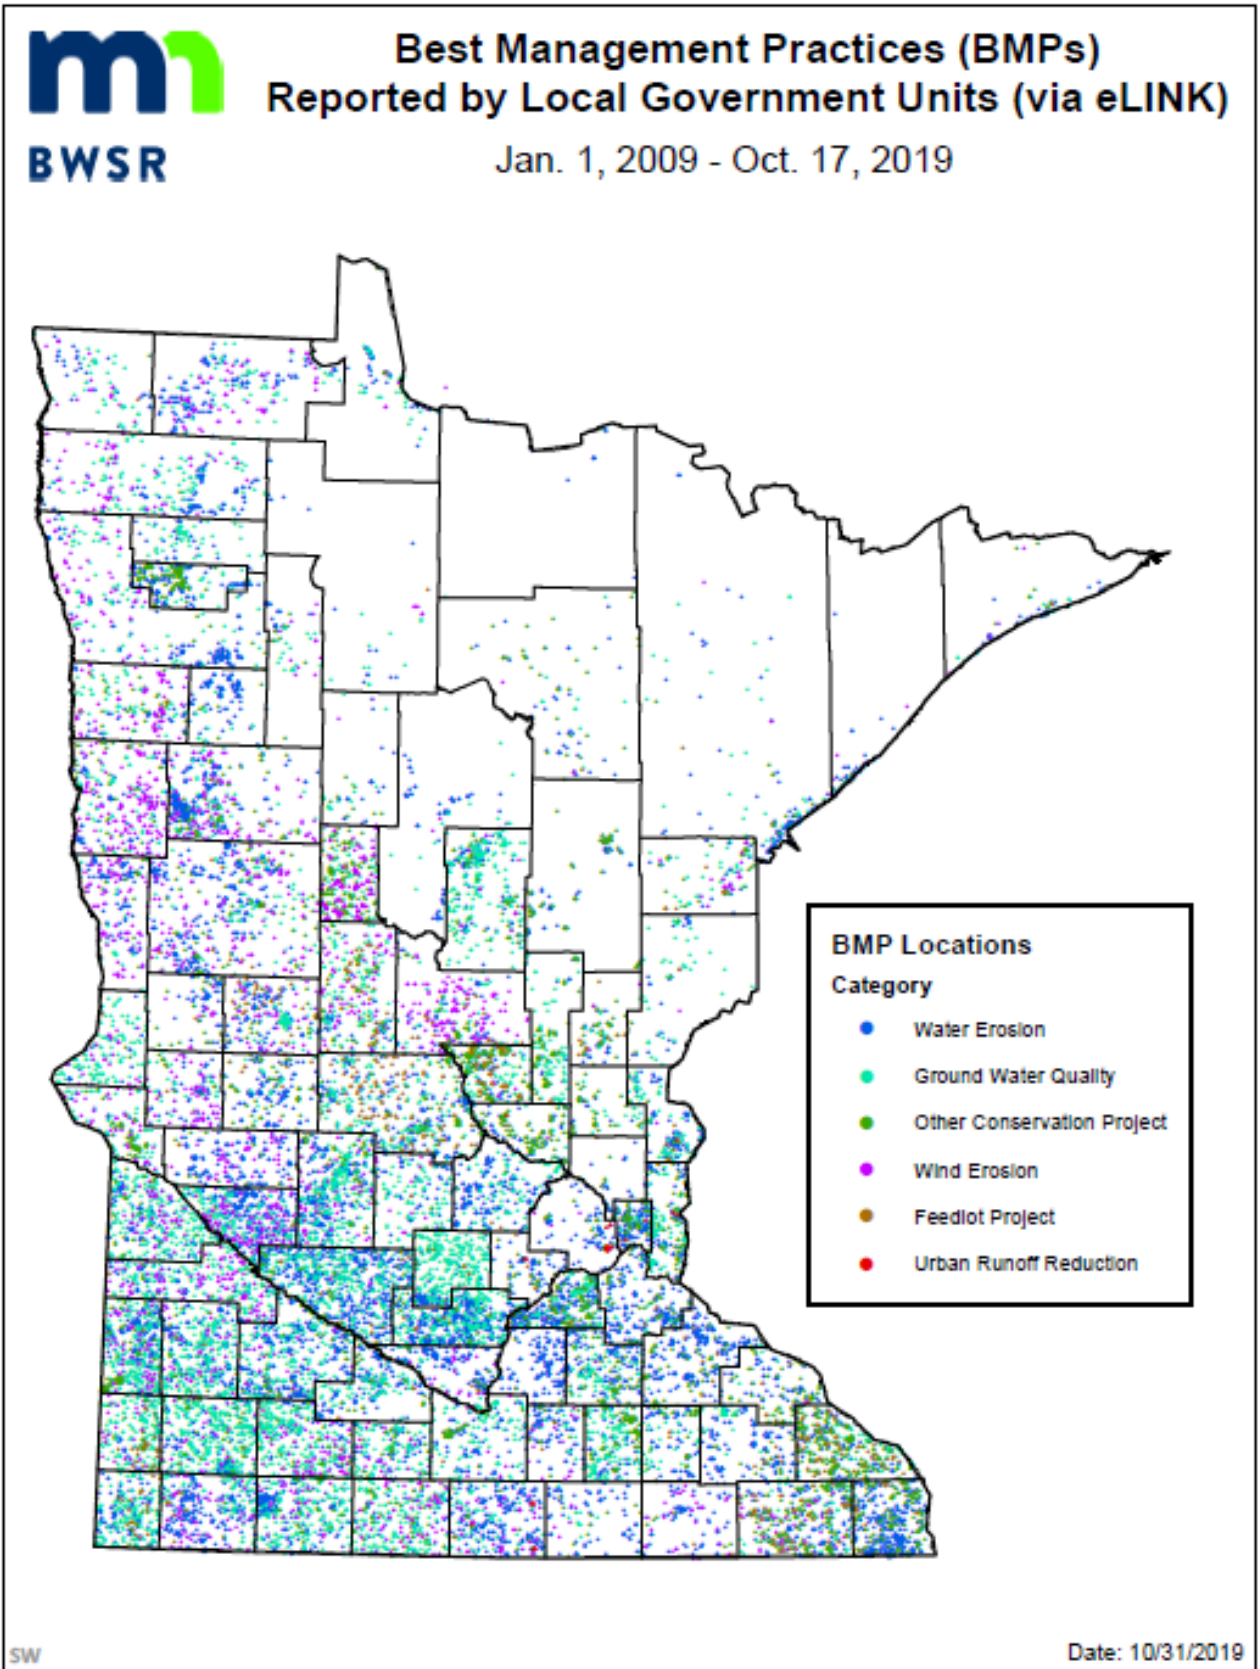 Best Management Practices (BMPs)
Reported by Local Government Units (via eLINK)
mn
BWSR
Jan. 1, 2009 - Oct. 17, 2019
BMP Locations
Category
Water Erosion
Ground Water Quality
Other Conservation Project
Wind Erosion
Feedlot Project
Urban Runoff Reduction
SW
Date: 10/31/2019